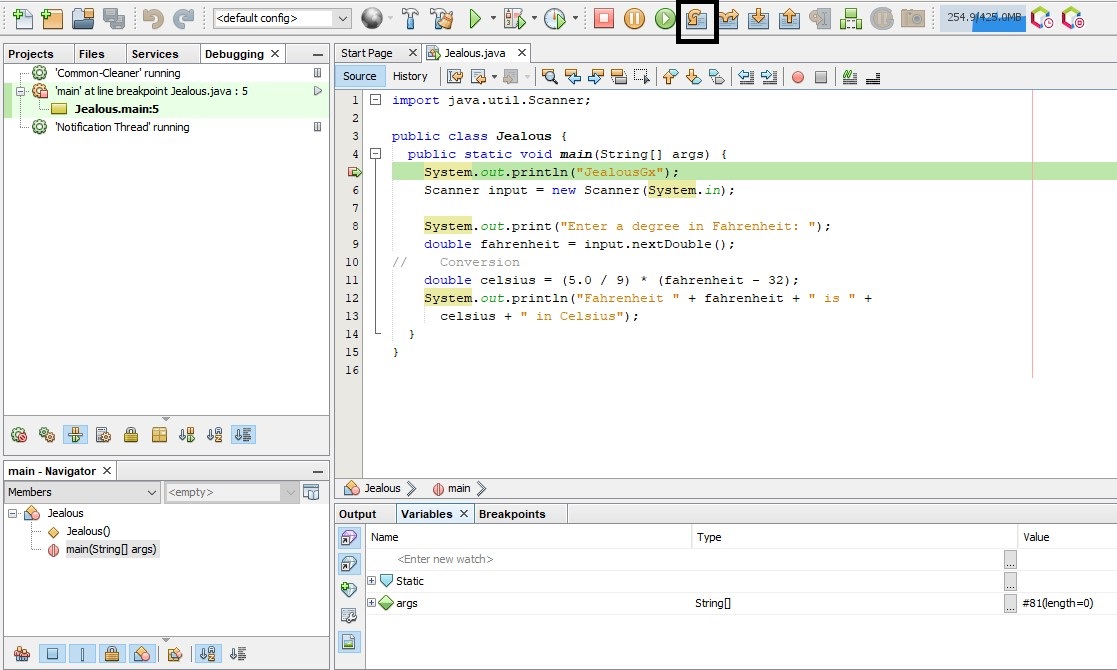 <default config>
254.9/425.0MB
Projects
Files
Services
Debugging
'Common-Cleaner' running
'main' at line breakpoint Jealous.java : 5
Jealous.main:5
'Notification Thread' running
main - Navigator
Members
<empty>
Jealous
Jealous()
main(String[] args)
Start Page
Jealous.java
Source
History
1 import java.util.Scanner;
2
3 public class Jealous {
4 public static void main(String[] args) {
System.out.println("JealousGx");
6 Scanner input = new Scanner(System.in);
7
8 System.out.print("Enter a degree in Fahrenheit: ");
9 double fahrenheit = input.nextDouble();
10 // Conversion
11 double celsius = (5.0 / 9) * (fahrenheit - 32);
12 System.out.println("Fahrenheit " + fahrenheit + " is " +
13 celsius + " in Celsius");
14 }
15 }
16
Jealous
main
Output
Variables
Breakpoints
Name Type Value
<Enter new watch> ...
Static ...
args String[] ... #81(length=0)